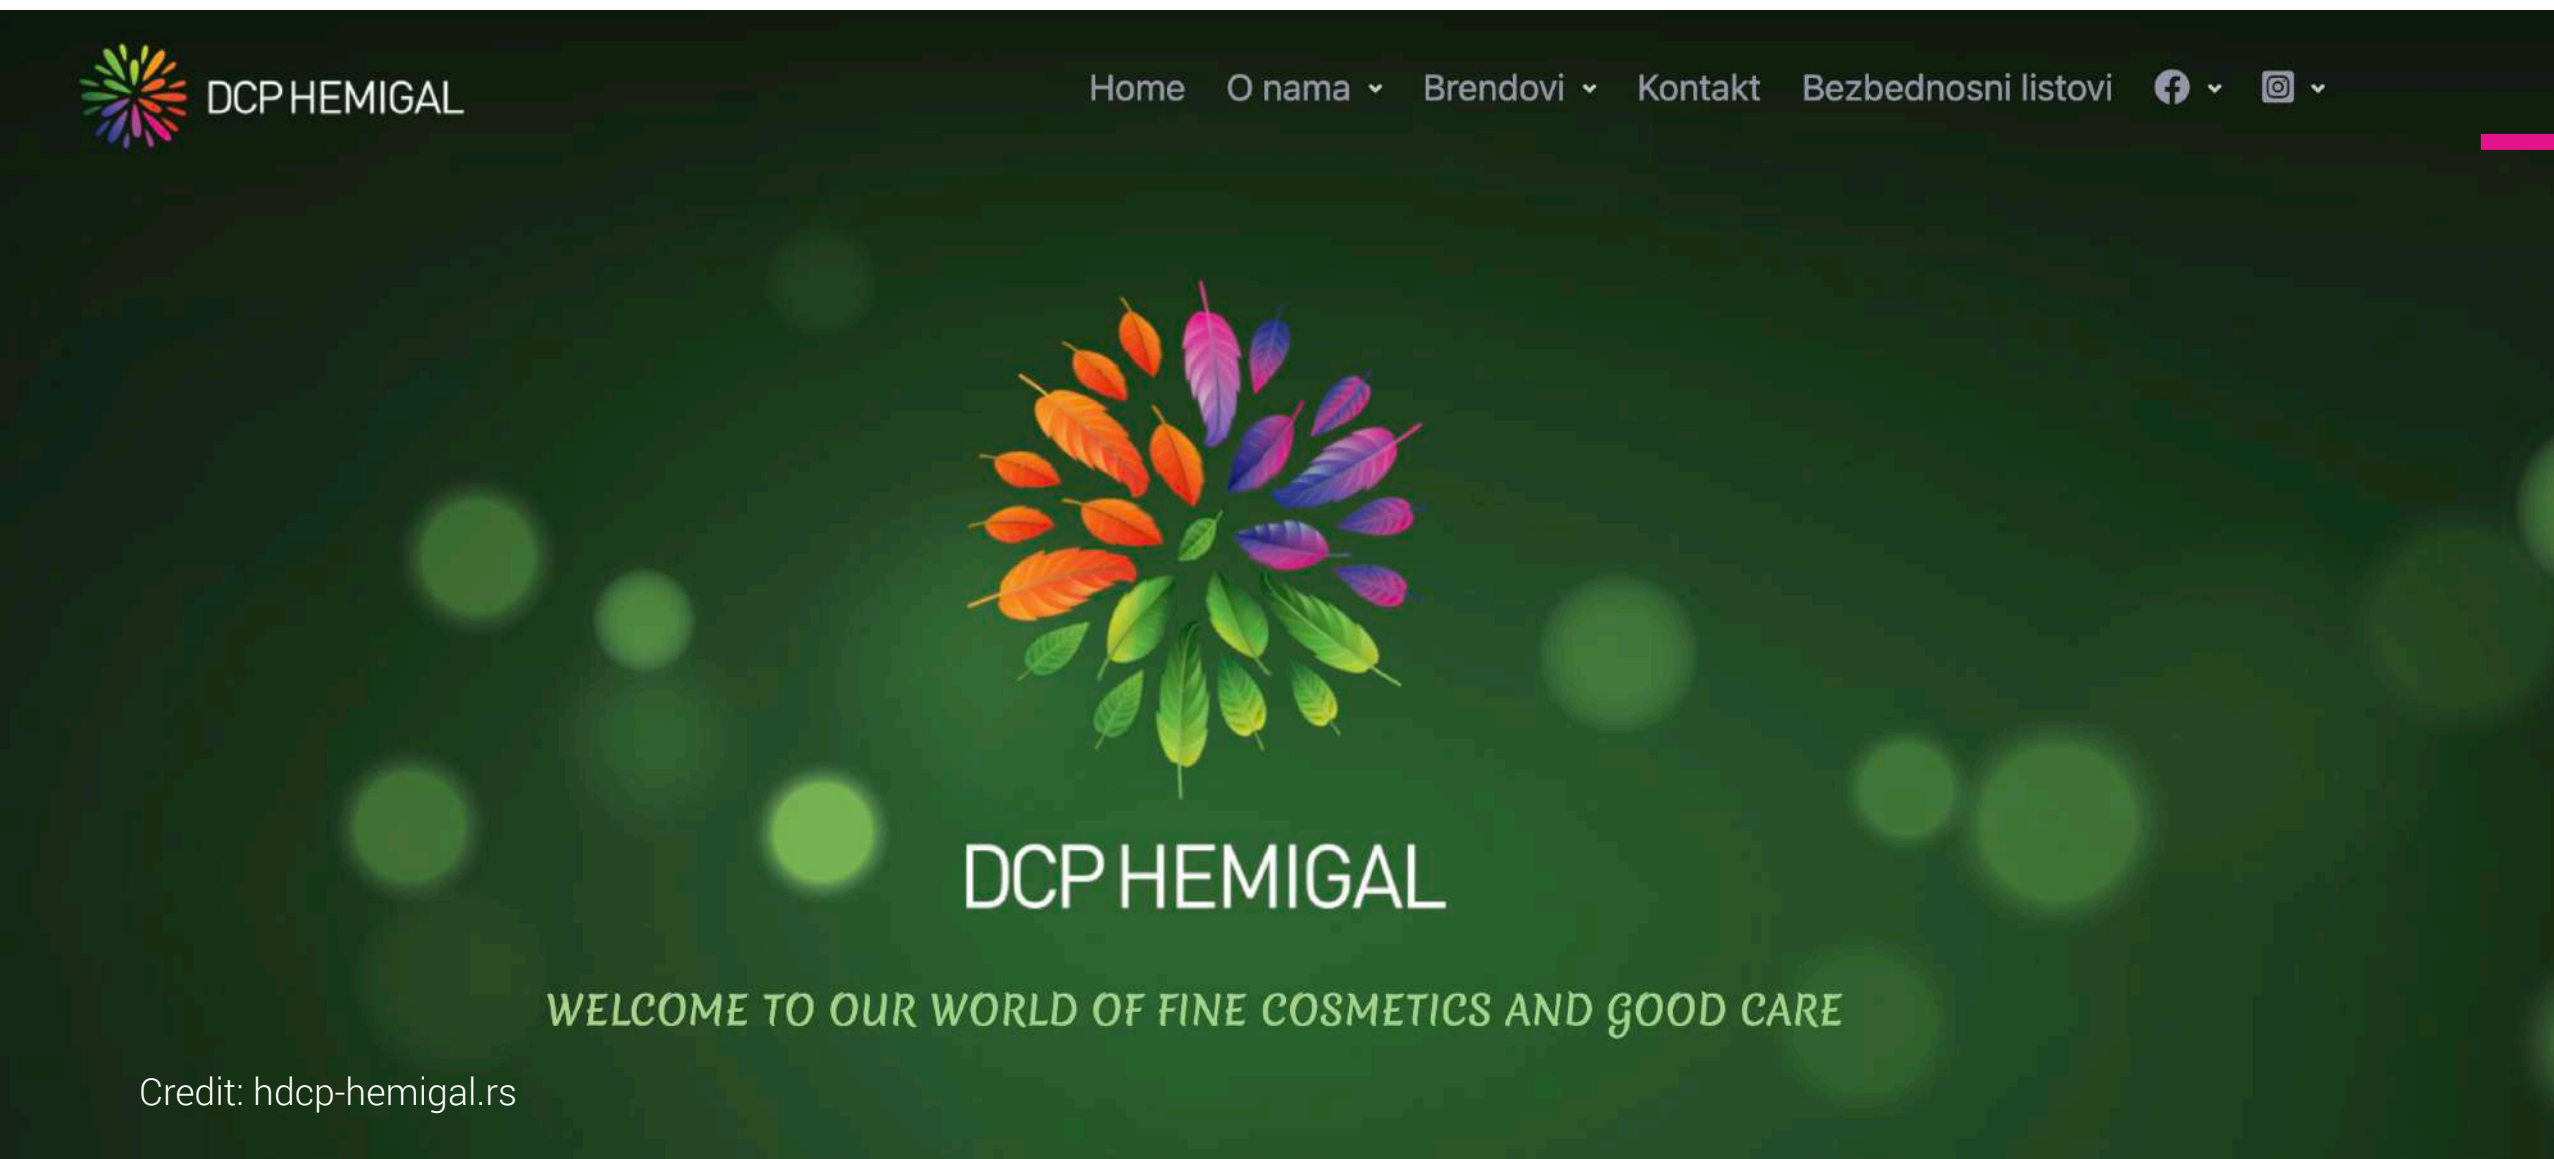 DCP HEMIGAL
Home O nama Brendovi Kontakt Bezbednosni listovi
DCP HEMIGAL
WELCOME TO OUR WORLD OF FINE COSMETICS AND GOOD CARE
Credit: hdcp-hemigal.rs